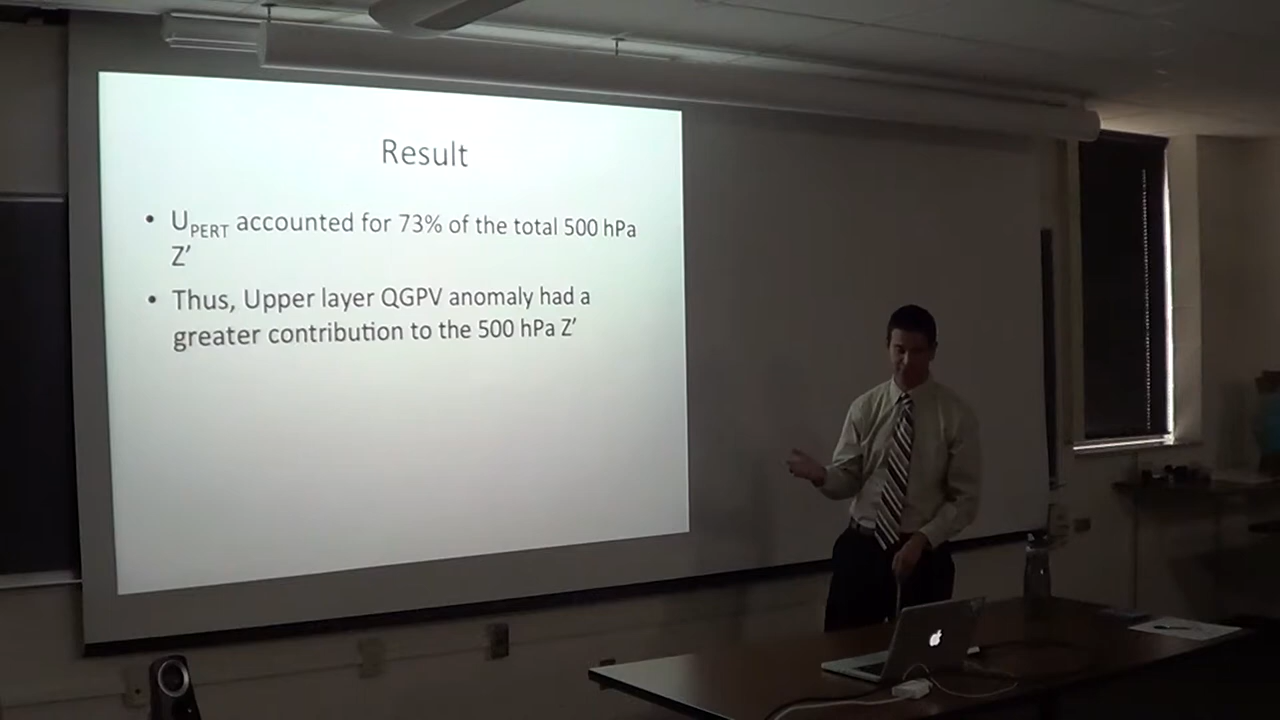 Result
• U_PERT accounted for 73% of the total 500 hPa
Z’
• Thus, Upper layer QGPV anomaly had a
greater contribution to the 500 hPa Z’